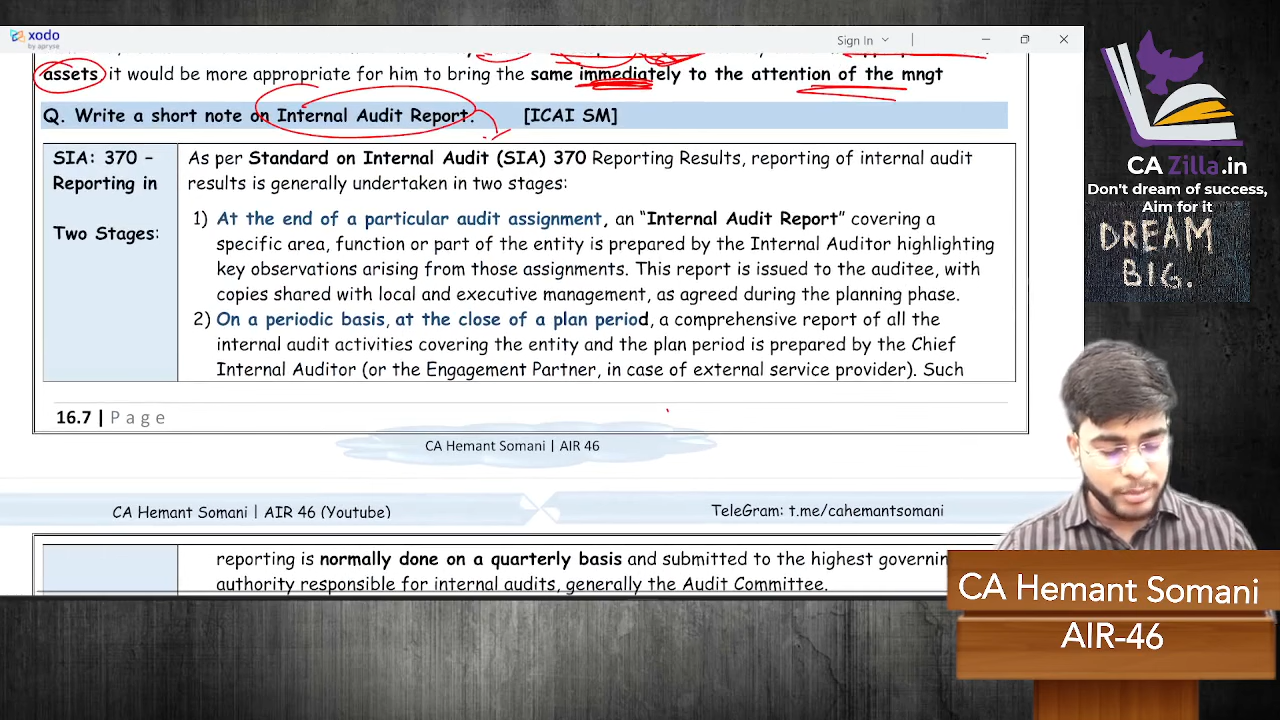 xodo
by apryse
Sign In
assets it would be more appropriate for him to bring the same immediately to the attention of the mngt
Q. Write a short note on Internal Audit Report. [ICAI SM]
SIA: 370 –
Reporting in
Two Stages:
As per Standard on Internal Audit (SIA) 370 Reporting Results, reporting of internal audit
results is generally undertaken in two stages:
1) At the end of a particular audit assignment, an “Internal Audit Report” covering a
specific area, function or part of the entity is prepared by the Internal Auditor highlighting
key observations arising from those assignments. This report is issued to the auditee, with
copies shared with local and executive management, as agreed during the planning phase.
2) On a periodic basis, at the close of a plan period, a comprehensive report of all the
internal audit activities covering the entity and the plan period is prepared by the Chief
Internal Auditor (or the Engagement Partner, in case of external service provider). Such
16.7 | Page
CA Hemant Somani | AIR 46
CA Hemant Somani | AIR 46 (Youtube)
TeleGram: t.me/cahemantsomani
reporting is normally done on a quarterly basis and submitted to the highest governin
authority responsible for internal audits, generally the Audit Committee.
CA Zilla.in
Don't dream of success,
Aim for it
DREAM
BIG.
CA Hemant Somani
AIR-46